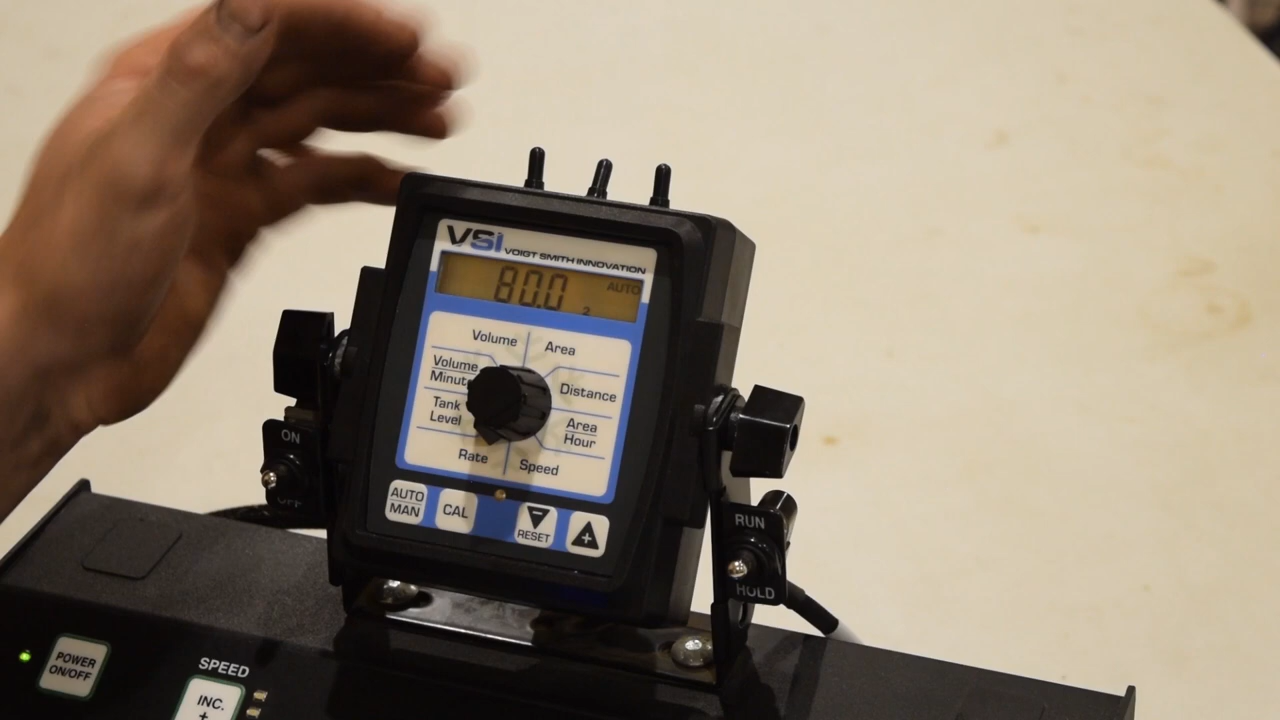 VSi VOIGT SMITH INNOVATION
80.0 AUTO
2
Volume Area
Volume
Minute
Distance
Tank
Level
Area
Hour
Rate Speed
AUTO
MAN
CAL
−
RESET
+
ON
OFF
RUN
HOLD
POWER
ON/OFF
SPEED
INC.
+